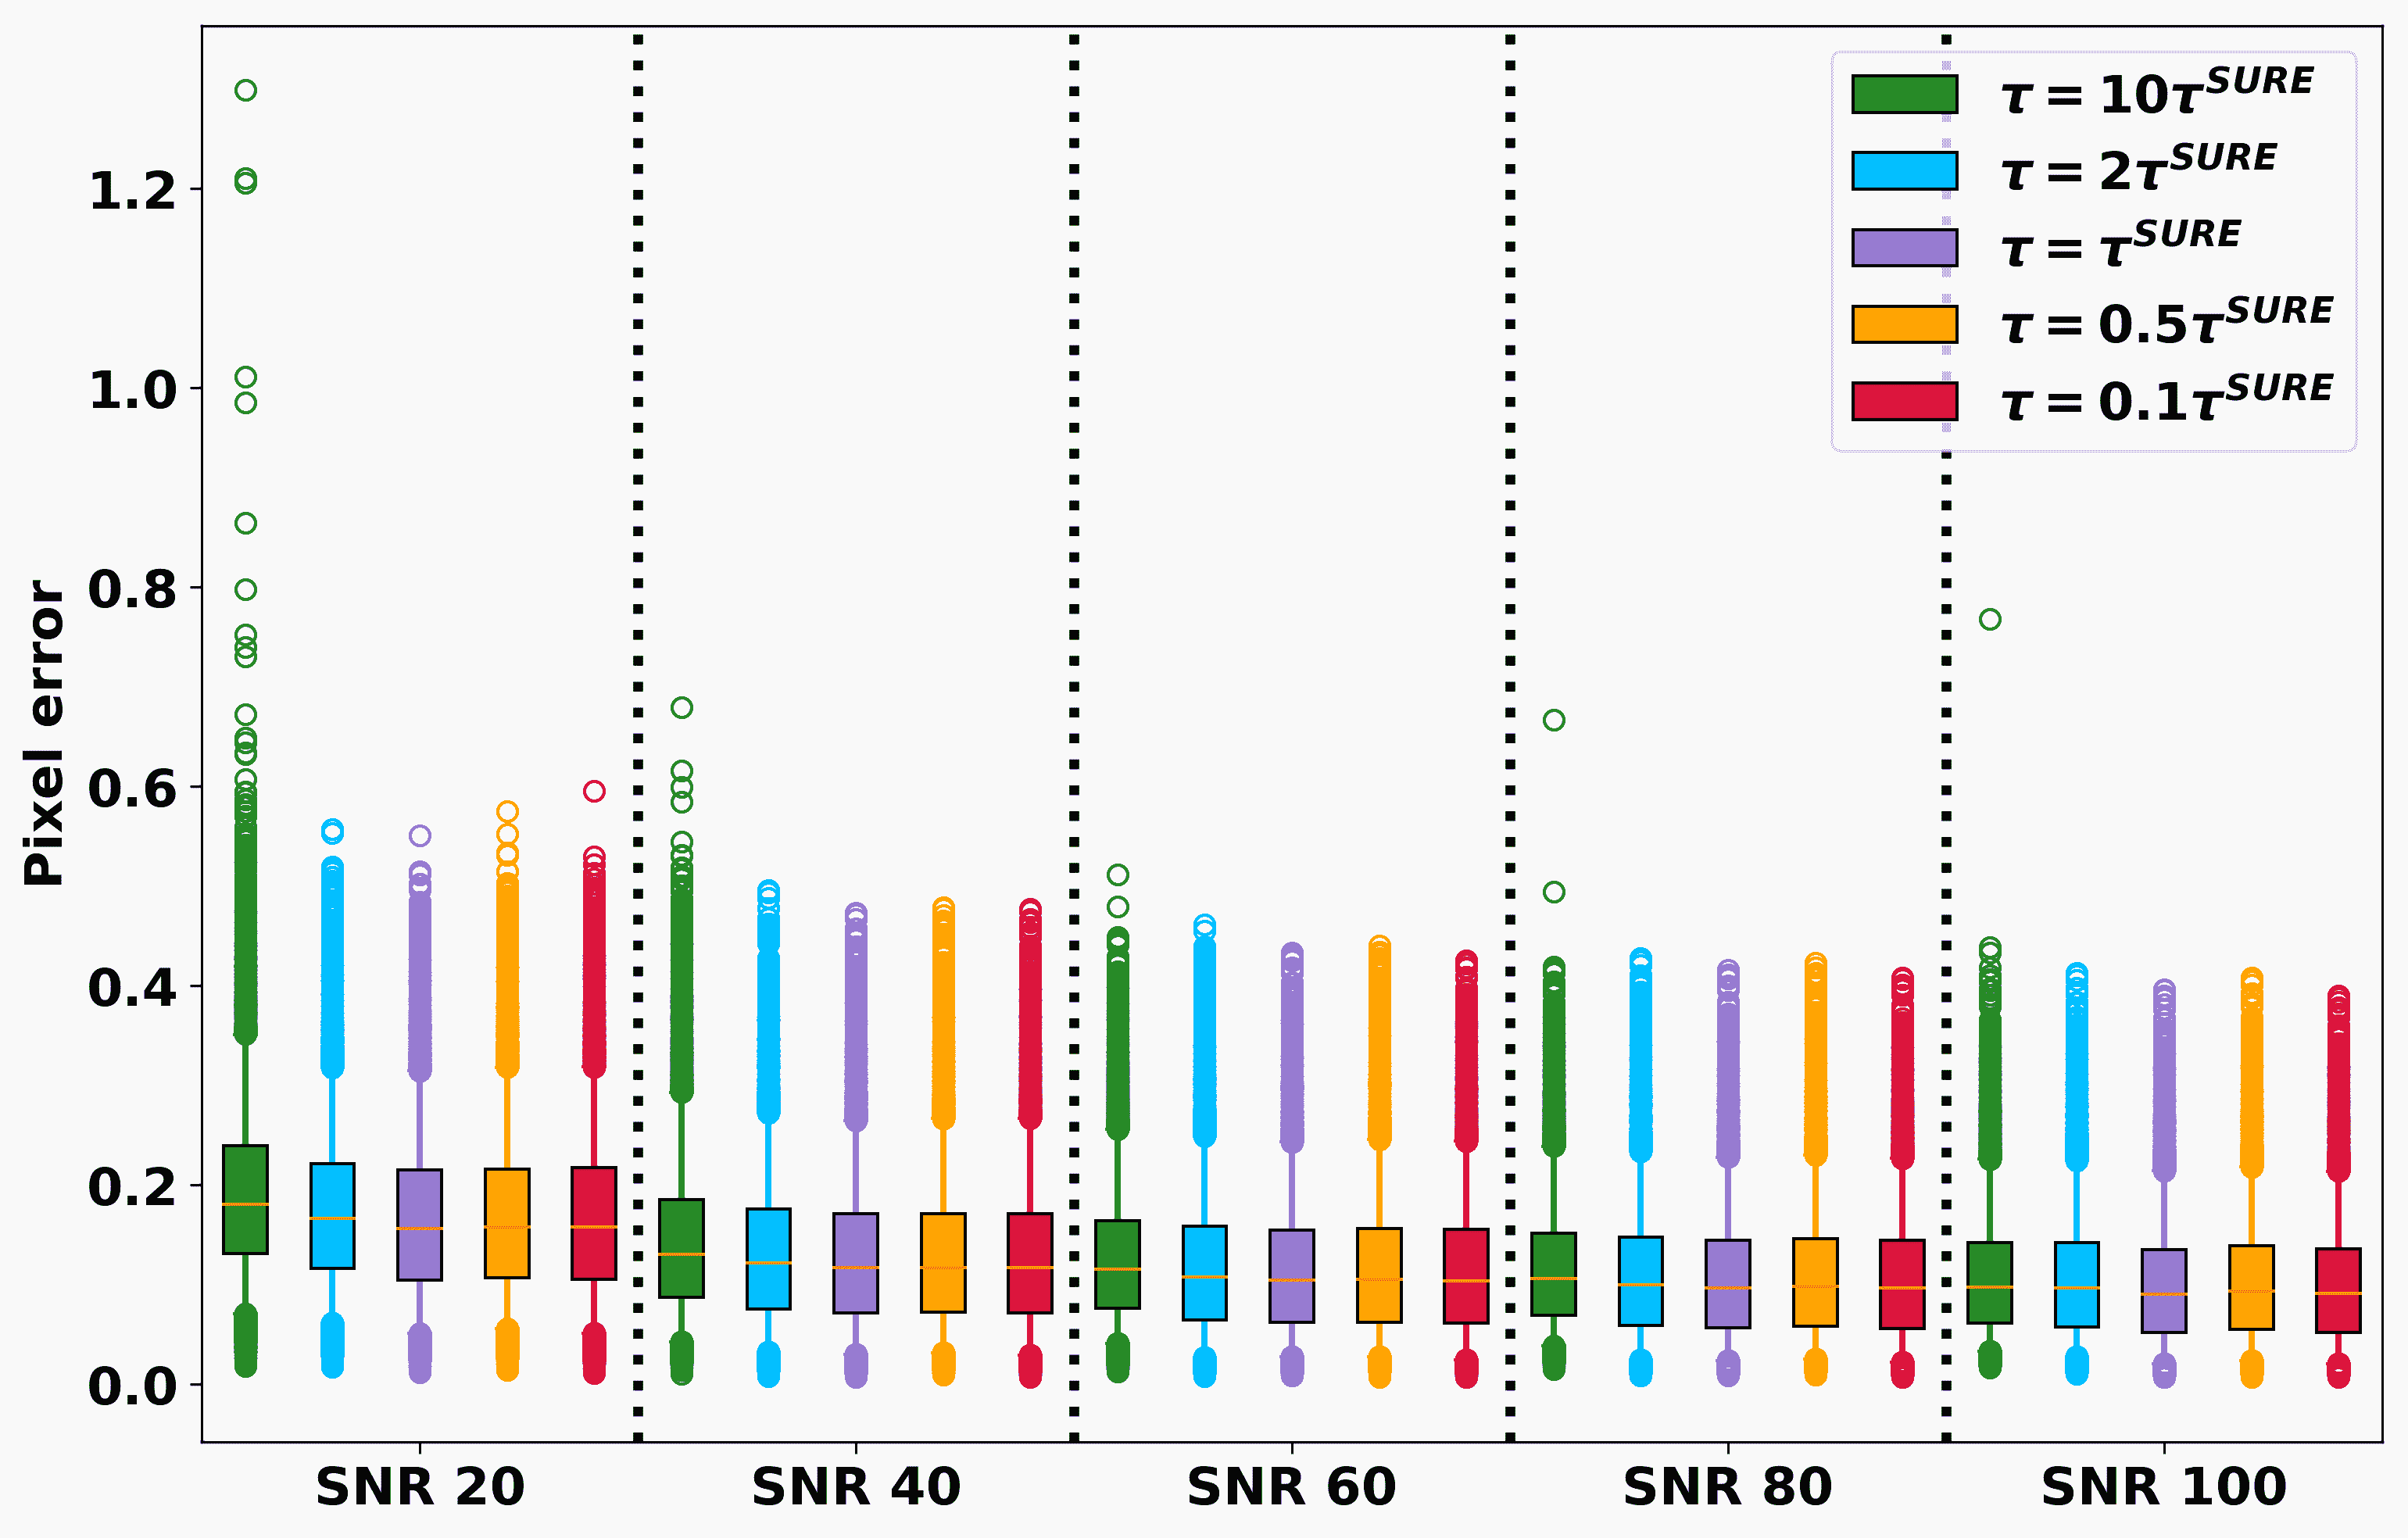 τ = 10τ^SURE
τ = 2τ^SURE
τ = τ^SURE
τ = 0.5τ^SURE
τ = 0.1τ^SURE
Pixel error
1.2
1.0
0.8
0.6
0.4
0.2
0.0
SNR 20 SNR 40 SNR 60 SNR 80 SNR 100